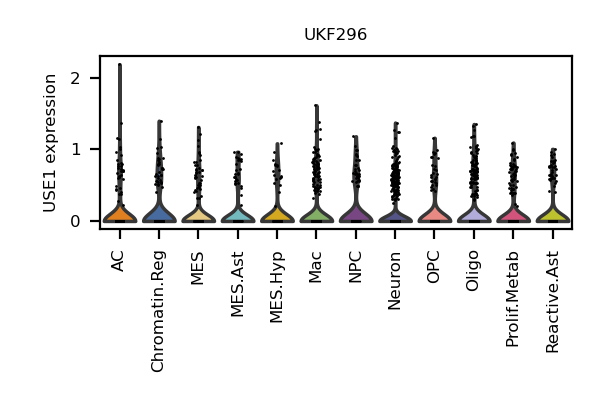 UKF296
USE1 expression
2
1
0
AC
Chromatin.Reg
MES
MES.Ast
MES.Hyp
Mac
NPC
Neuron
OPC
Oligo
Prolif.Metab
Reactive.Ast